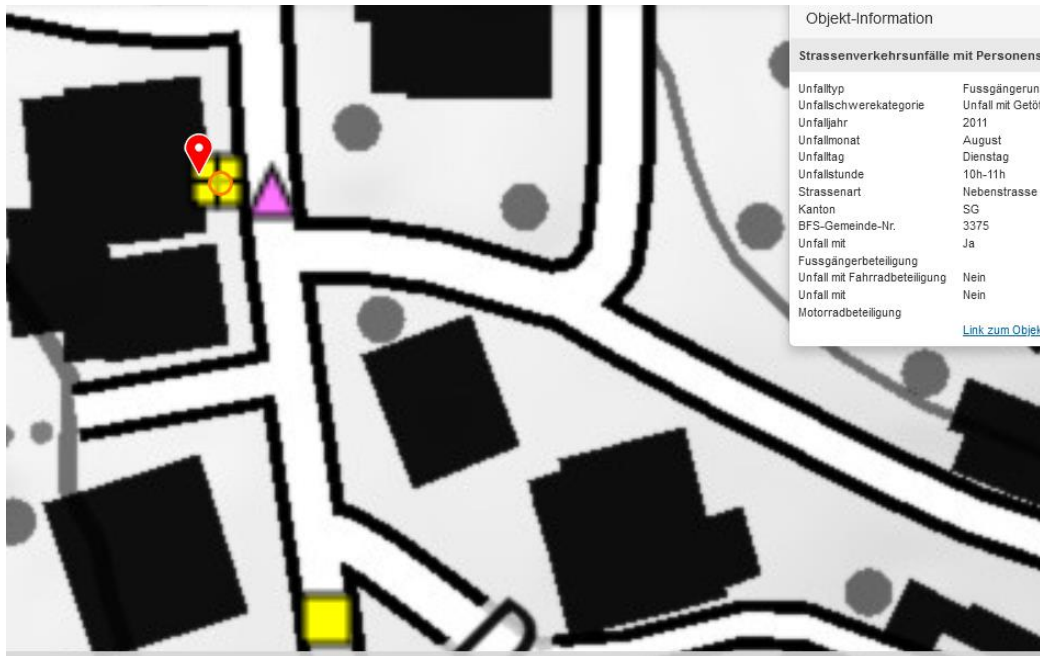 Objekt-Information
Strassenverkehrsunfälle mit Personens
Unfalltyp Fussgängerun
Unfallschwerekategorie Unfall mit Getöt
Unfalljahr 2011
Unfallmonat August
Unfalltag Dienstag
Unfallstunde 10h-11h
Strassenart Nebenstrasse
Kanton SG
BFS-Gemeinde-Nr. 3375
Unfall mit Ja
Fussgängerbeteiligung
Unfall mit Fahrradbeteiligung Nein
Unfall mit Nein
Motorradbeteiligung
Link zum Objek